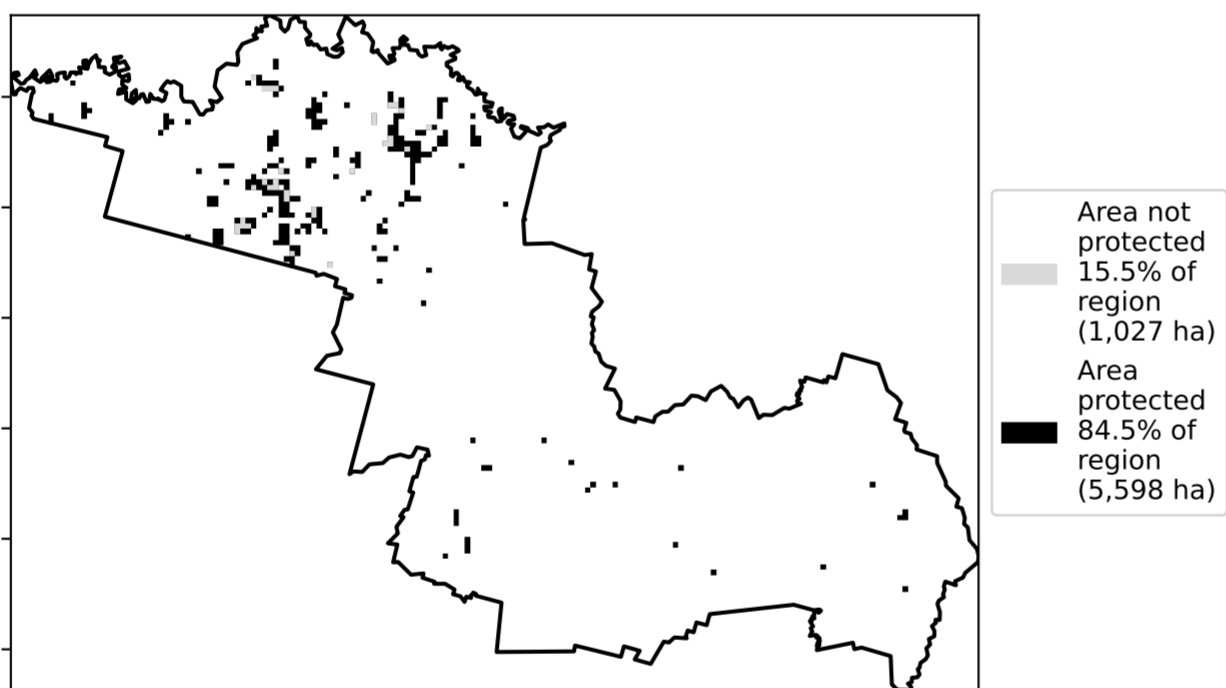 Area not
protected
15.5% of
region
(1,027 ha)
Area
protected
84.5% of
region
(5,598 ha)